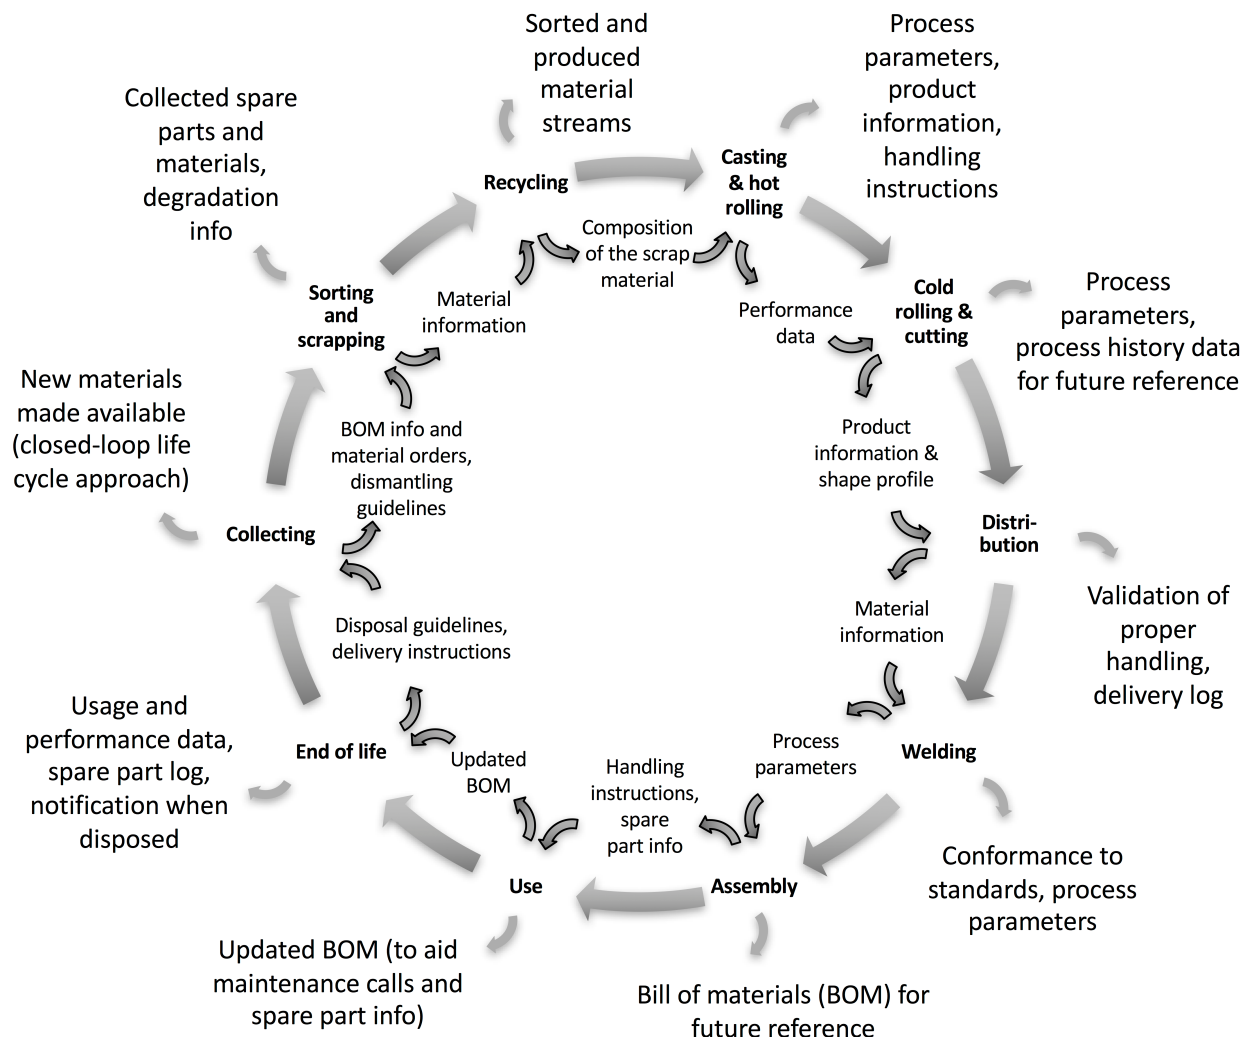 Sorted and
produced
material
streams
Process
parameters,
product
information,
handling
instructions
Collected spare
parts and
materials,
degradation
info
Recycling
Casting
& hot
rolling
Composition
of the scrap
material
Sorting
and
scrapping
Material
information
Performance
data
Cold
rolling &
cutting
Process
parameters,
process history data
for future reference
New materials
made available
(closed-loop life
cycle approach)
BOM info and
material orders,
dismantling
guidelines
Product
information &
shape profile
Collecting
Distri-
bution
Disposal guidelines,
delivery instructions
Material
information
Validation of
proper
handling,
delivery log
Usage and
performance data,
spare part log,
notification when
disposed
End of life
Updated
BOM
Handling
instructions,
spare
part info
Process
parameters
Welding
Use
Assembly
Conformance to
standards, process
parameters
Updated BOM (to aid
maintenance calls and
spare part info)
Bill of materials (BOM) for
future reference